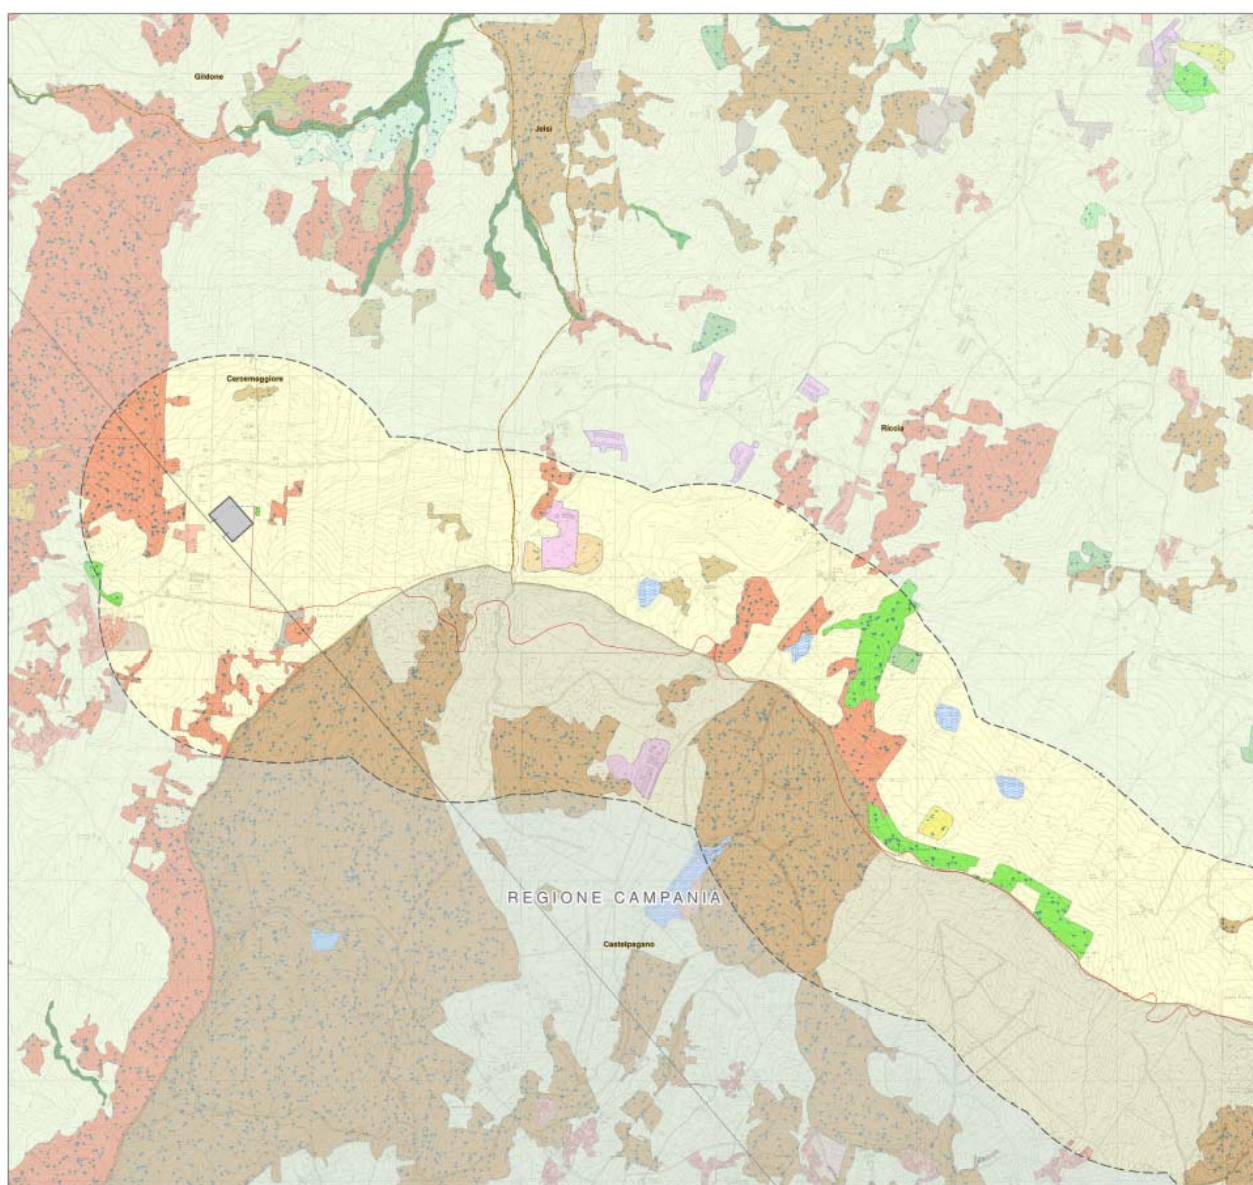 Gildone
Jelsi
Cercemaggiore
Riccia
REGIONE CAMPANIA
Castelpagano